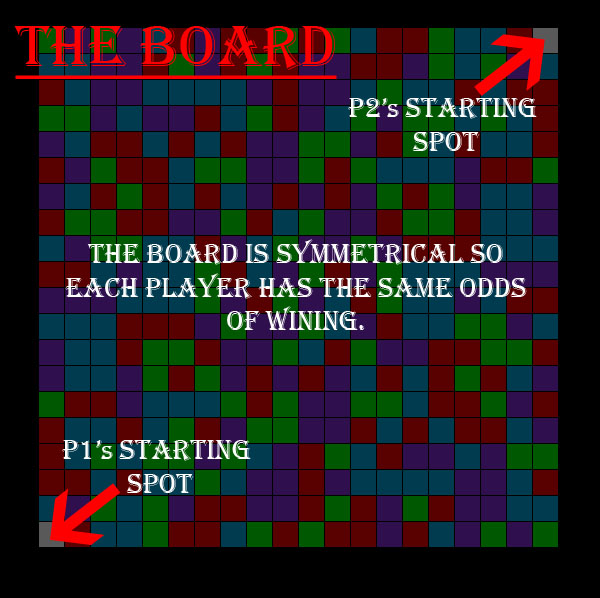 THE BOARD
P2's STARTING
SPOT
THE BOARD IS SYMMETRICAL SO
EACH PLAYER HAS THE SAME ODDS
OF WINING.
P1's STARTING
SPOT